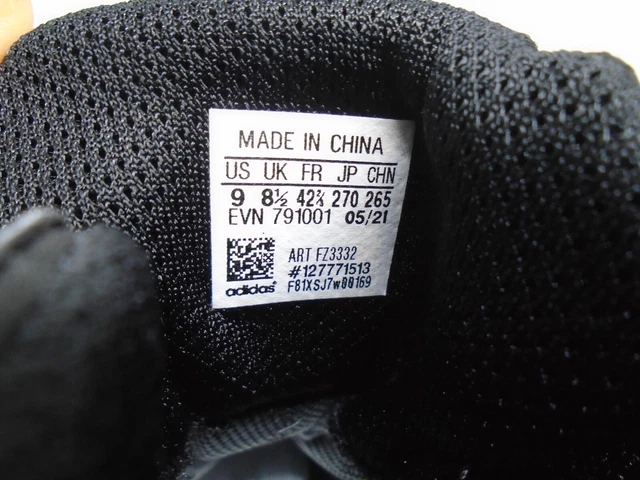 MADE IN CHINA
US UK FR JP CHN
9 8½ 42⅔ 270 265
EVN 791001 05/21
ART FZ3332
#127771513
adidas F81XSJ7w00169